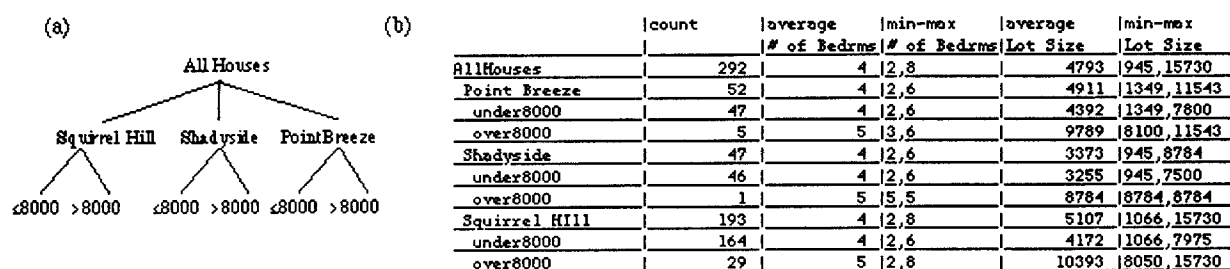 (a)
All Houses
Squirrel Hill Shadyside PointBreeze
≤8000 >8000 ≤8000 >8000 ≤8000 >8000
(b)
|count |average |min-max |average |min-max
| |# of Bedrms|# of Bedrms|Lot Size |Lot Size
AllHouses | 292 | 4 |2,8 | 4793 |945,15730
Point Breeze | 52 | 4 |2,6 | 4911 |1349,11543
under8000 | 47 | 4 |2,6 | 4392 |1349,7800
over8000 | 5 | 5 |3,6 | 9789 |8100,11543
Shadyside | 47 | 4 |2,6 | 3373 |945,8784
under8000 | 46 | 4 |2,6 | 3255 |945,7500
over8000 | 1 | 5 |5,5 | 8784 |8784,8784
Squirrel HIll | 193 | 4 |2,8 | 5107 |1066,15730
under8000 | 164 | 4 |2,6 | 4172 |1066,7975
over8000 | 29 | 5 |2,8 | 10393 |8050,15730